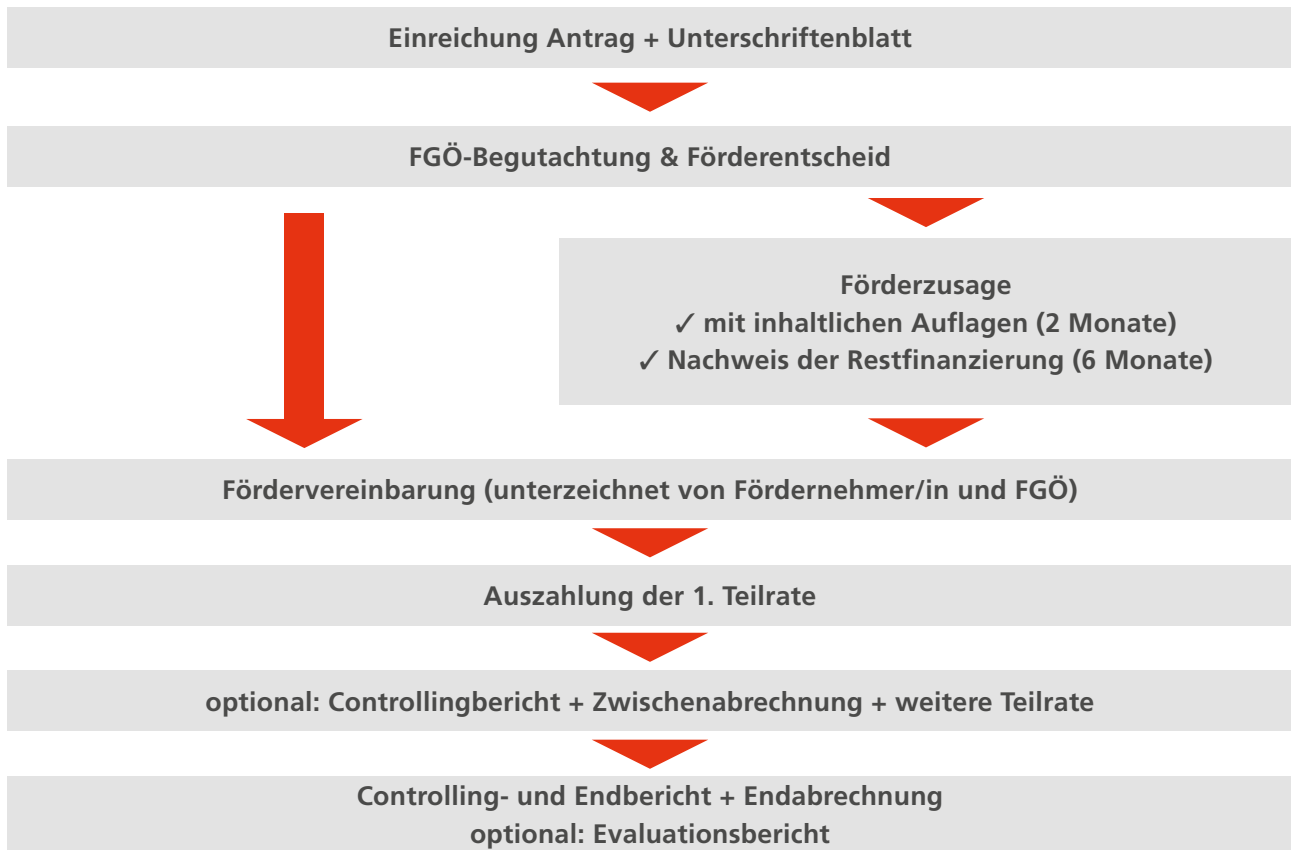 Einreichung Antrag + Unterschriftenblatt
FGÖ-Begutachtung & Förderentscheid
Förderzusage
✓ mit inhaltlichen Auflagen (2 Monate)
✓ Nachweis der Restfinanzierung (6 Monate)
Fördervereinbarung (unterzeichnet von Fördernehmer/in und FGÖ)
Auszahlung der 1. Teilrate
optional: Controllingbericht + Zwischenabrechnung + weitere Teilrate
Controlling- und Endbericht + Endabrechnung
optional: Evaluationsbericht